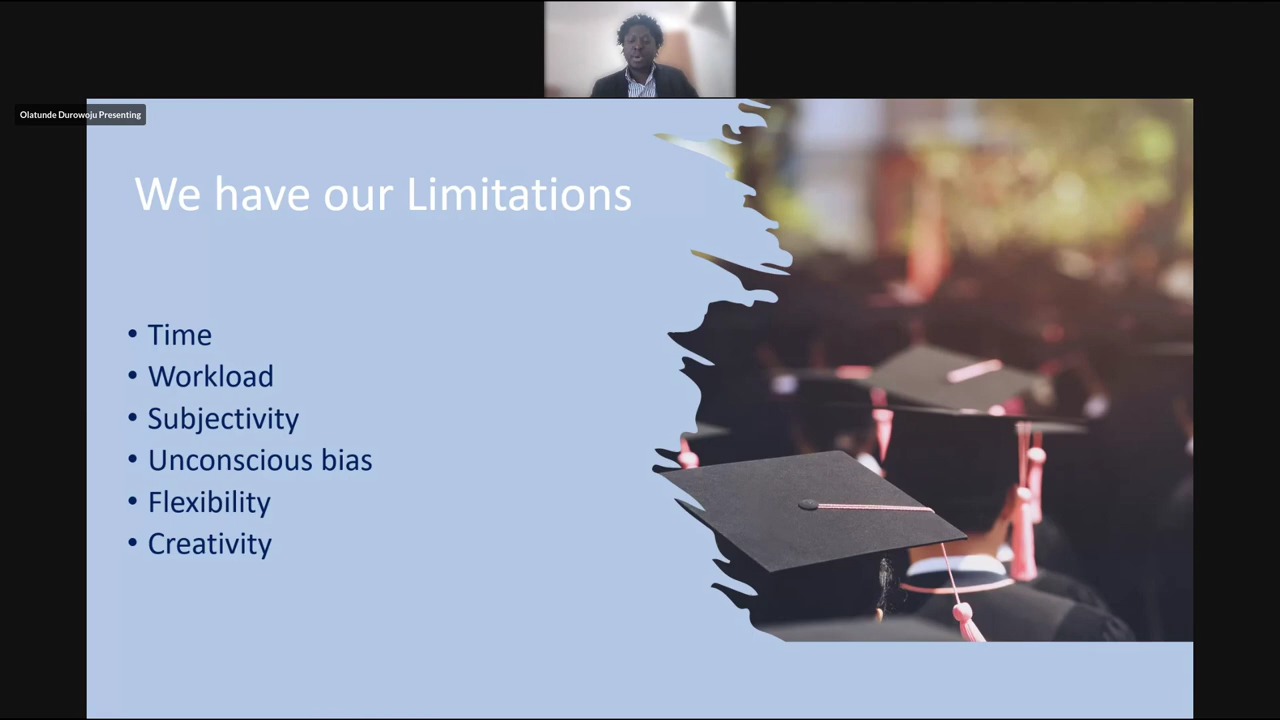 Olatunde Durowoju Presenting
We have our Limitations
• Time
• Workload
• Subjectivity
• Unconscious bias
• Flexibility
• Creativity